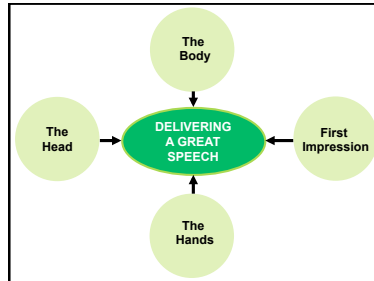 The
Body
The
Head
DELIVERING
A GREAT
SPEECH
First
Impression
The
Hands